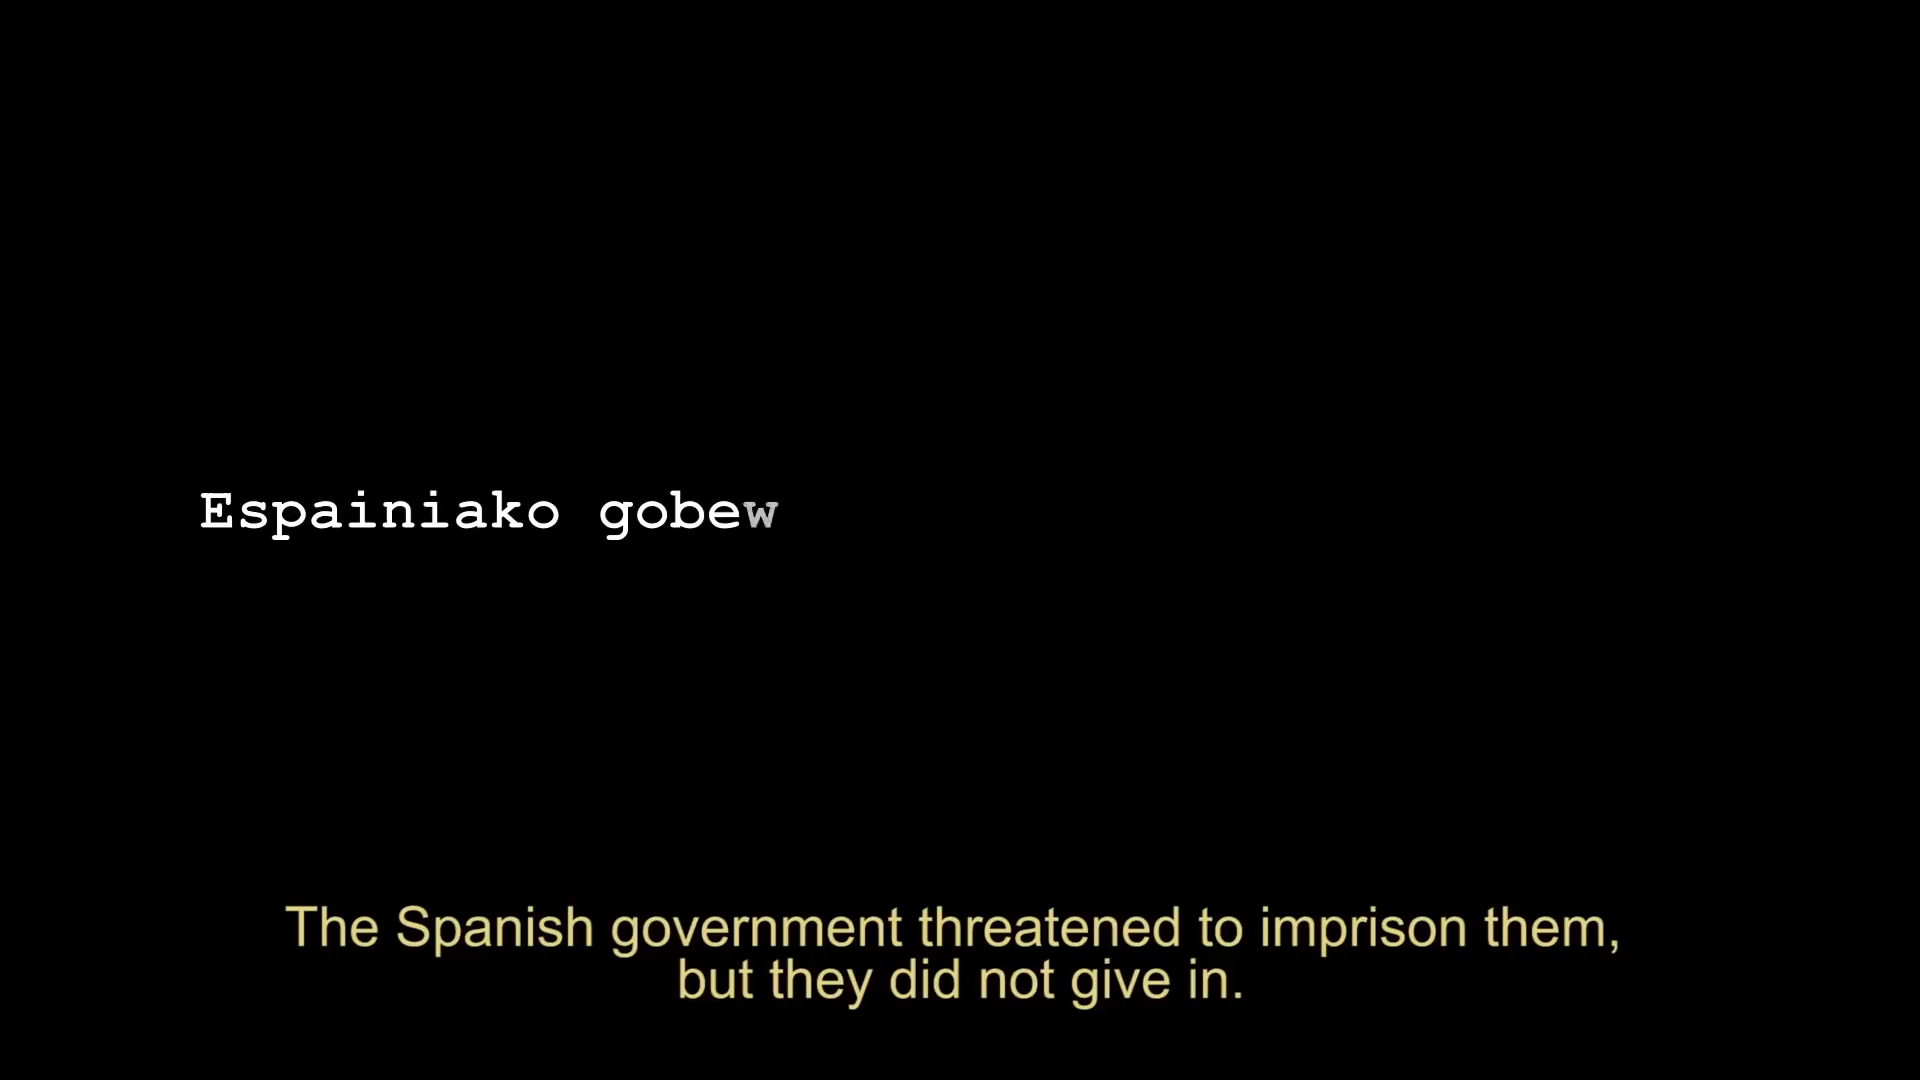 Espainiako gobew
The Spanish government threatened to imprison them,
but they did not give in.